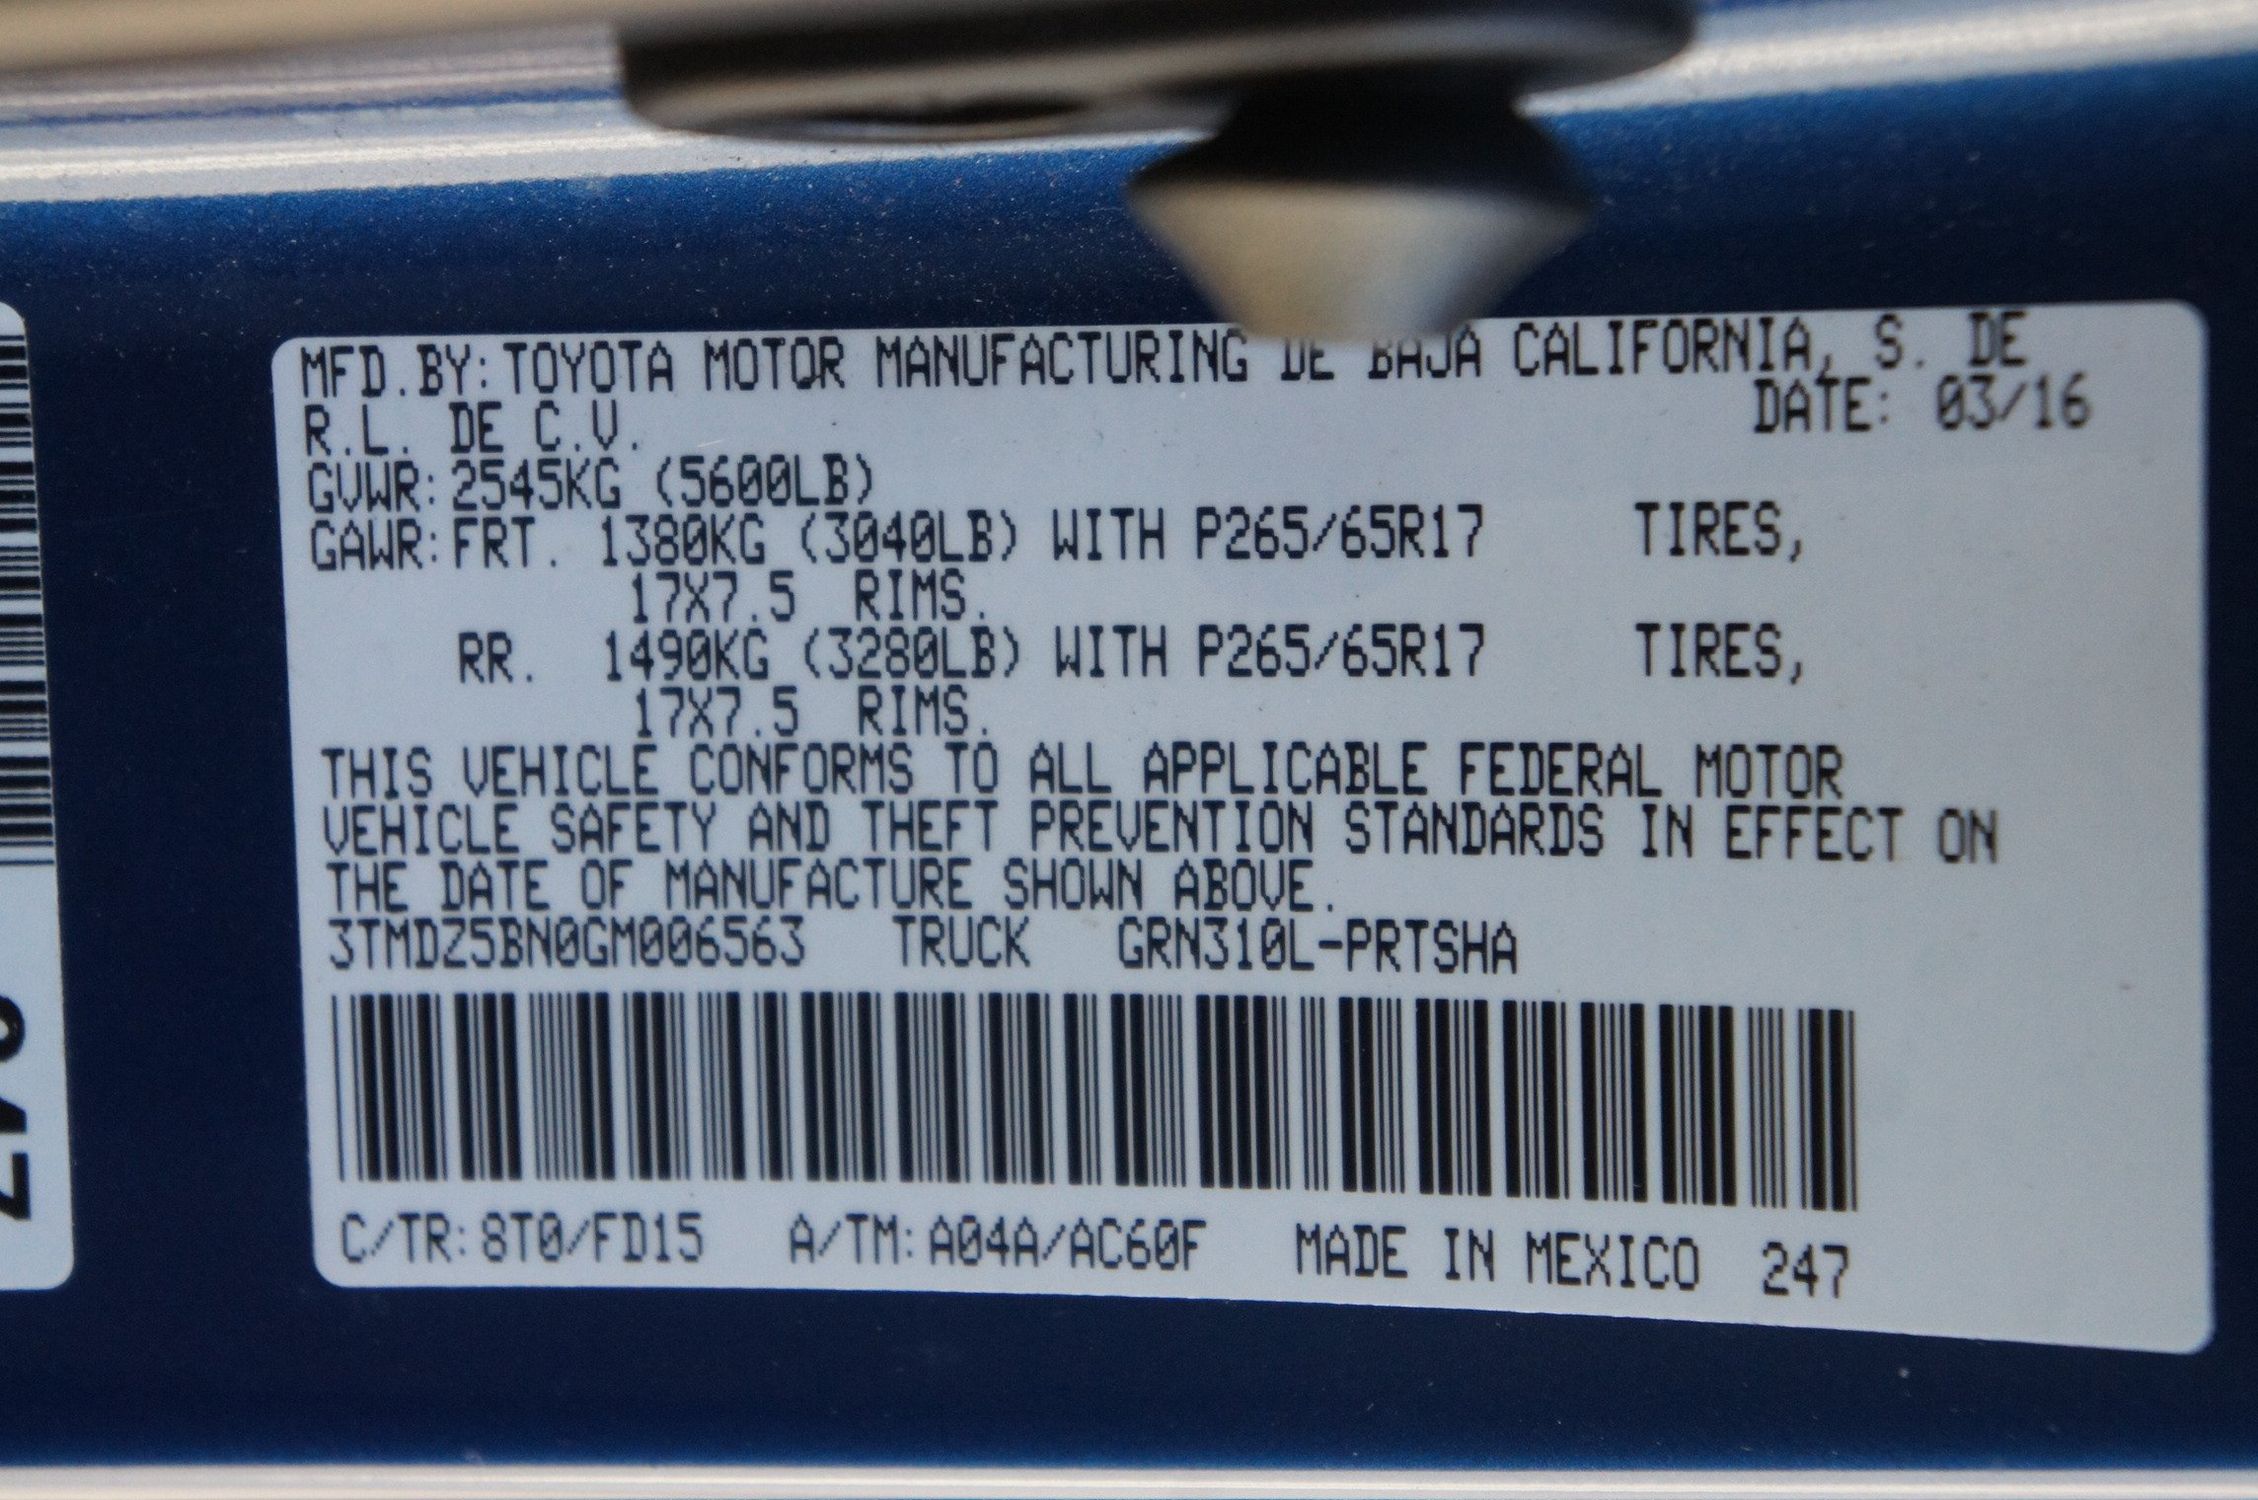 MFD.BY:TOYOTA MOTOR MANUFACTURING DE BAJA CALIFORNIA, S. DE
R.L. DE C.V. DATE: 03/16
GVWR:2545KG (5600LB)
GAWR:FRT. 1380KG (3040LB) WITH P265/65R17 TIRES,
17X7.5 RIMS.
RR. 1490KG (3280LB) WITH P265/65R17 TIRES,
17X7.5 RIMS.
THIS VEHICLE CONFORMS TO ALL APPLICABLE FEDERAL MOTOR
VEHICLE SAFETY AND THEFT PREVENTION STANDARDS IN EFFECT ON
THE DATE OF MANUFACTURE SHOWN ABOVE.
3TMDZ5BN0GM006563 TRUCK GRN310L-PRTSHA
C/TR:8T0/FD15 A/TM:A04A/AC60F MADE IN MEXICO 247